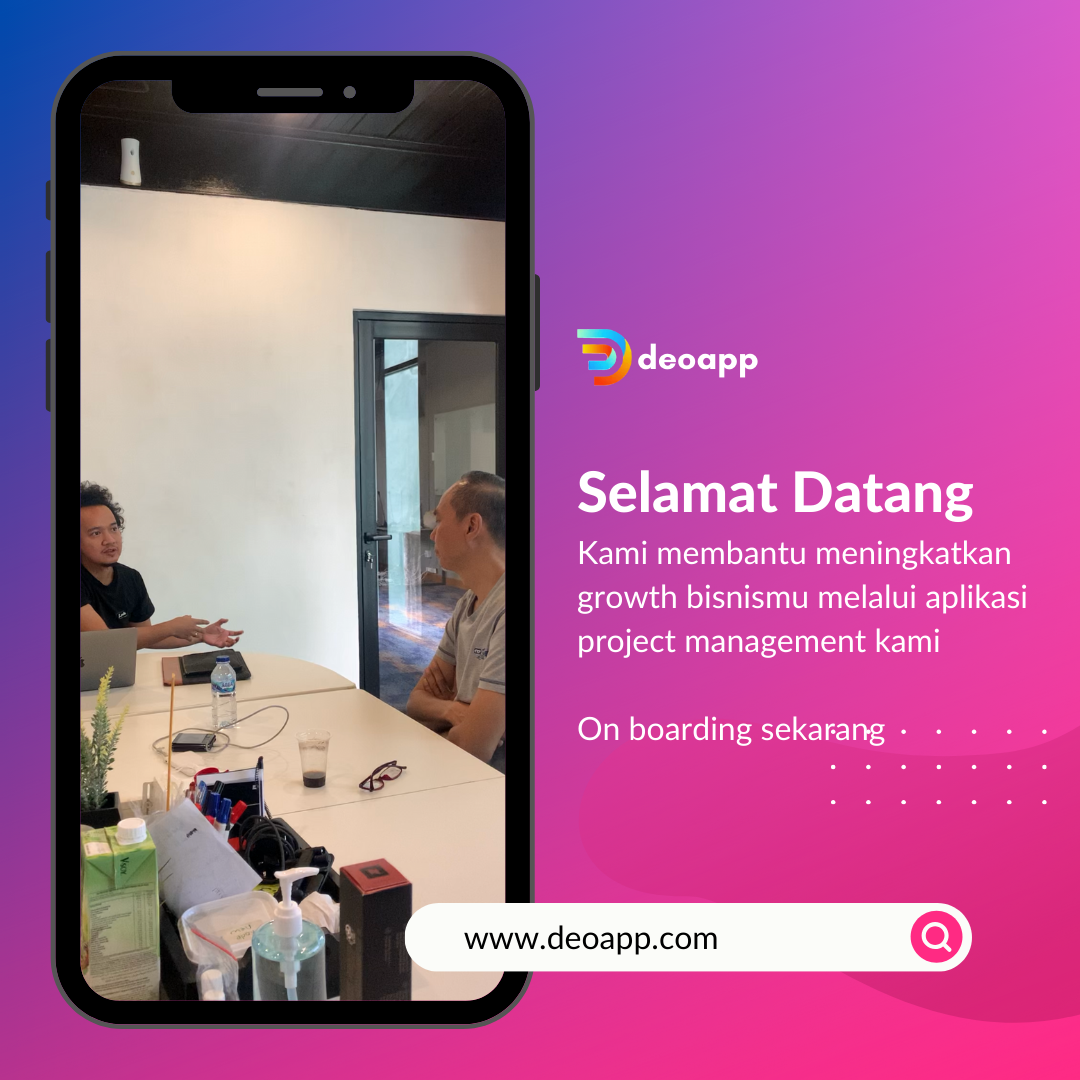 deoapp
Selamat Datang
Kami membantu meningkatkan
growth bisnismu melalui aplikasi
project management kami
On boarding sekarang
www.deoapp.com